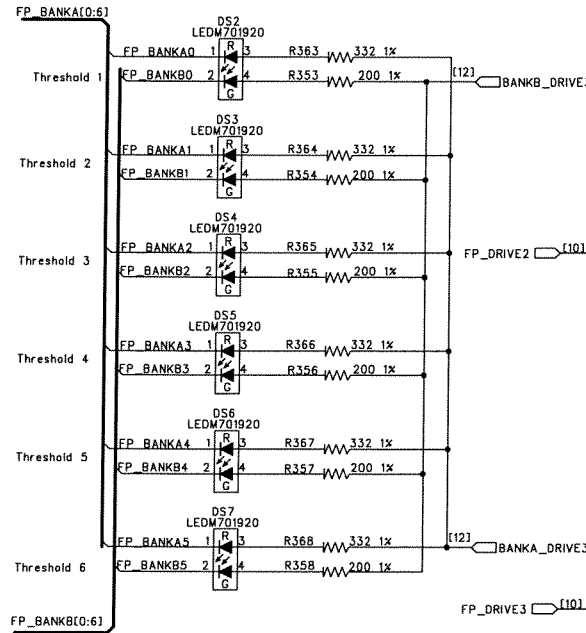 FP_BANKA[0:6]
DS2
LEDM701920
FP_BANKA0 1 R 3 R363 332 1%
Threshold 1
FP_BANKB0 2 G 4 R353 200 1%
[12] BANKB_DRIVE3
DS3
LEDM701920
FP_BANKA1 1 R 3 R364 332 1%
Threshold 2
FP_BANKB1 2 G 4 R354 200 1%
DS4
LEDM701920
FP_BANKA2 1 R 3 R365 332 1%
FP_DRIVE2 [10]
Threshold 3
FP_BANKB2 2 G 4 R355 200 1%
DS5
LEDM701920
FP_BANKA3 1 R 3 R366 332 1%
Threshold 4
FP_BANKB3 2 G 4 R356 200 1%
DS6
LEDM701920
FP_BANKA4 1 R 3 R367 332 1%
Threshold 5
FP_BANKB4 2 G 4 R357 200 1%
DS7
LEDM701920
FP_BANKA5 1 R 3 R368 332 1%
[12] BANKA_DRIVE3
Threshold 6
FP_BANKB5 2 G 4 R358 200 1%
FP_DRIVE3 [10]
FP_BANKB[0:6]